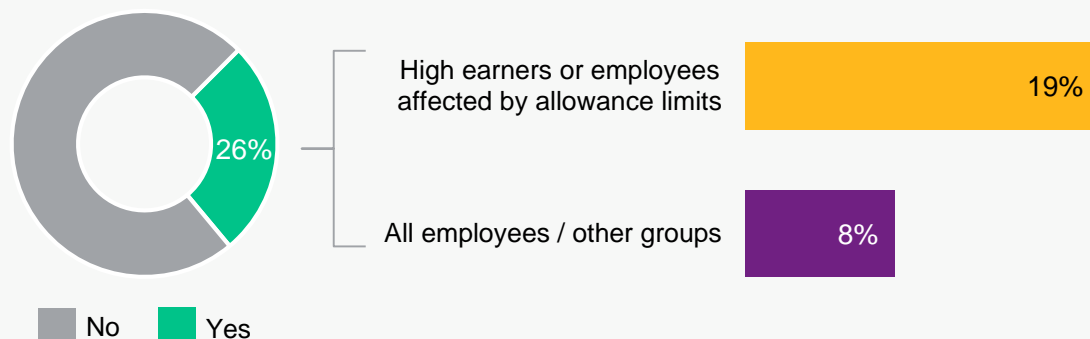 High earners or employees
affected by allowance limits
19%
26%
All employees / other groups
8%
No
Yes